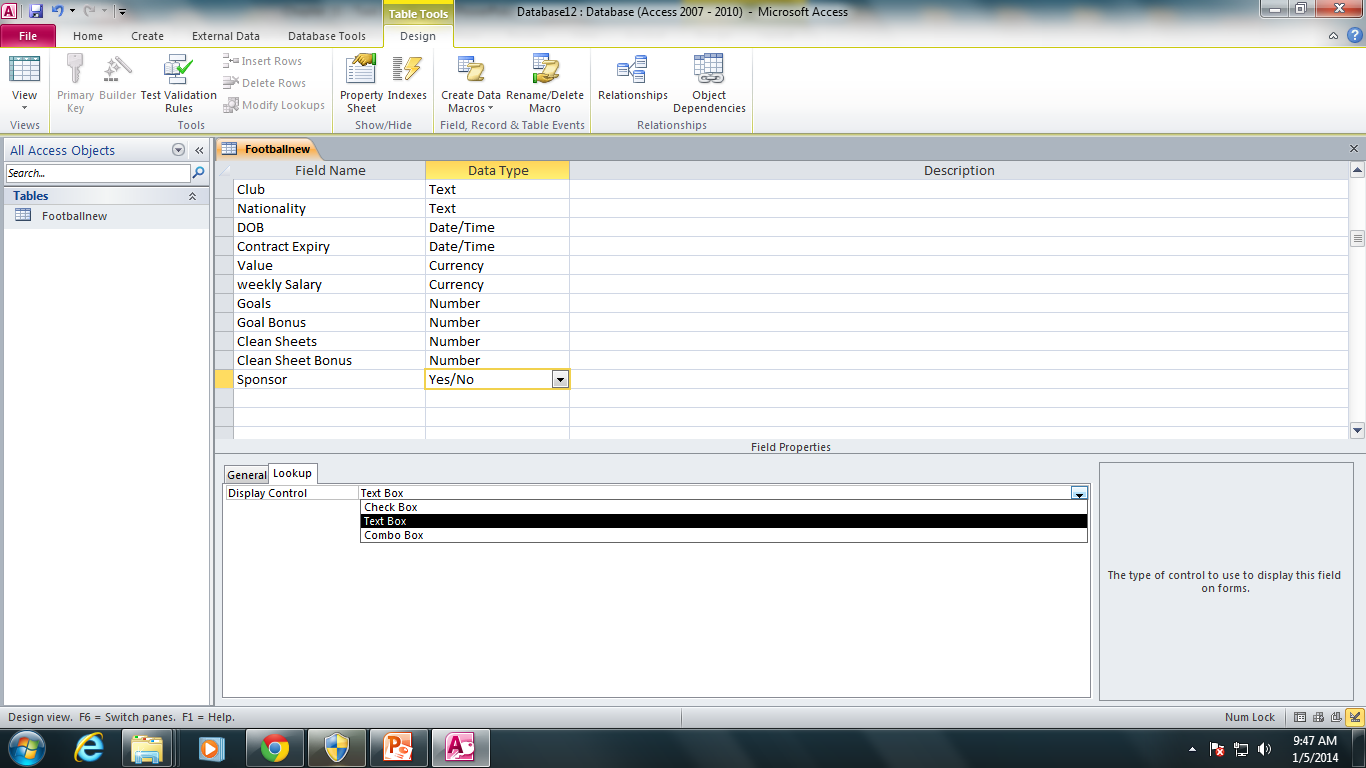 Table Tools
Database12 : Database (Access 2007 - 2010) - Microsoft Access
File Home Create External Data Database Tools Design
View
Primary Key
Builder
Test Validation Rules
Insert Rows
Delete Rows
Modify Lookups
Property Sheet
Indexes
Create Data Macros
Rename/Delete Macro
Relationships
Object Dependencies
Views Tools Show/Hide Field, Record & Table Events Relationships
All Access Objects
Search...
Tables
Footballnew
Footballnew
Field Name Data Type Description
Club Text
Nationality Text
DOB Date/Time
Contract Expiry Date/Time
Value Currency
weekly Salary Currency
Goals Number
Goal Bonus Number
Clean Sheets Number
Clean Sheet Bonus Number
Sponsor Yes/No
Field Properties
General Lookup
Display Control Text Box
Check Box
Text Box
Combo Box
The type of control to use to display this field
on forms.
Design view. F6 = Switch panes. F1 = Help.
Num Lock
9:47 AM
1/5/2014